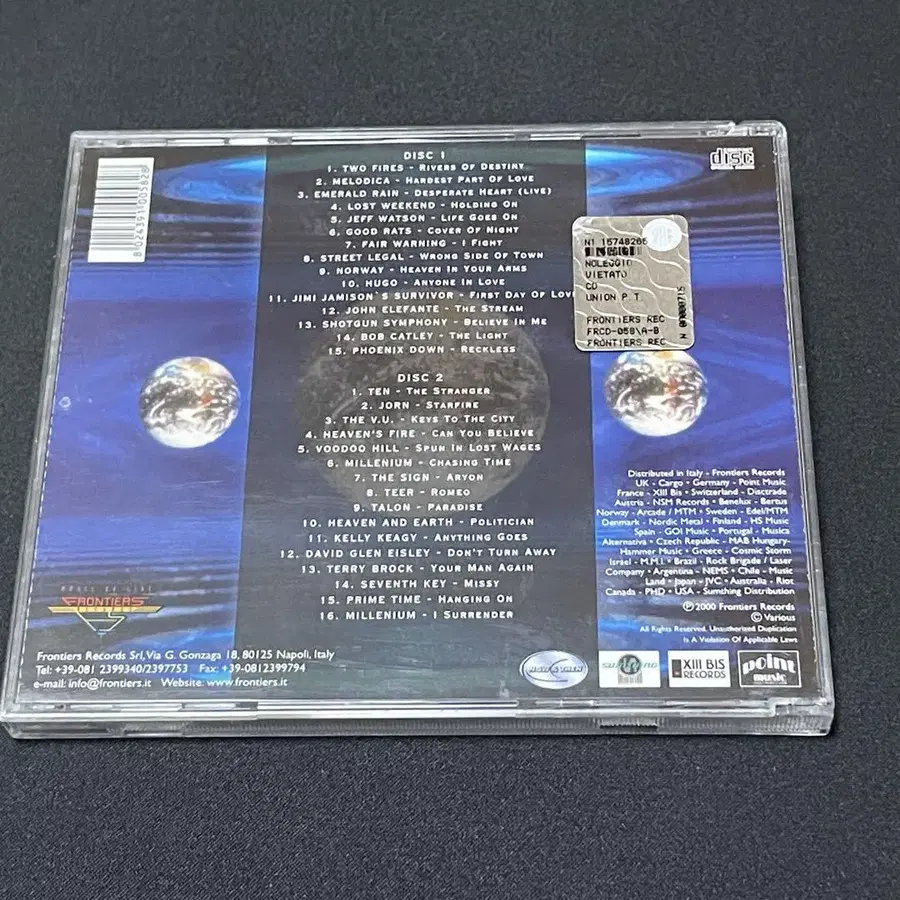 DISC 1
1. TWO FIRES - RIVERS OF DESTINY
2. MELODICA - HARDEST PART OF LOVE
3. EMERALD RAIN - DESPERATE HEART (LIVE)
4. LOST WEEKEND - HOLDING ON
5. JEFF WATSON - LIFE GOES ON
6. GOOD RATS - COVER OF NIGHT
7. FAIR WARNING - I FIGHT
8. STREET LEGAL - WRONG SIDE OF TOWN
9. NORWAY - HEAVEN IN YOUR ARMS
10. HUGO - ANYONE IN LOVE
11. JIMI JAMISON'S SURVIVOR - FIRST DAY OF LOVE
12. JOHN ELEFANTE - THE STREAM
13. SHOTGUN SYMPHONY - BELIEVE IN ME
14. BOB CATLEY - THE LIGHT
15. PHOENIX DOWN - RECKLESS
DISC 2
1. TEN - THE STRANGER
2. JORN - STARFIRE
3. THE V.U. - KEYS TO THE CITY
4. HEAVEN'S FIRE - CAN YOU BELIEVE
5. VOODOO HILL - SPUN IN LOST WAGES
6. MILLENIUM - CHASING TIME
7. THE SIGN - ARYON
8. TEER - ROMEO
9. TALON - PARADISE
10. HEAVEN AND EARTH - POLITICIAN
11. KELLY KEAGY - ANYTHING GOES
12. DAVID GLEN EISLEY - DON'T TURN AWAY
13. TERRY BROCK - YOUR MAN AGAIN
14. SEVENTH KEY - MISSY
15. PRIME TIME - HANGING ON
16. MILLENIUM - I SURRENDER
8 024391 005828
COMPACT
disc
DIGITAL AUDIO
N1 15748265
NOLEGGIO
VIETATO
CD
UNION P.T
FRONTIERS REC
FRCD-058\A-B
FRONTIERS REC
Distributed in Italy - Frontiers Records
UK - Cargo • Germany - Point Music
France - XIII Bis • Switzerland - Disctrade
Austria - NSM Records • Benelux - Bertus
Norway - Arcade / MTM • Sweden - Edel/MTM
Denmark - Nordic Metal • Finland - HS Music
Spain - GOI Music • Portugal - Musica
Alternativa • Czech Republic - MAB Hungary-
Hammer Music • Greece - Cosmic Storm
Israel - M.M.I. • Brazil - Rock Brigade / Laser
Company • Argentina - NEMS • Chile - Music
Land • Japan - JVC • Australia - Riot
Canada - PHD • USA - Sumthing Distribution
℗ 2000 Frontiers Records
© Various
All Rights Reserved, Unauthorized Duplication
Is A Violation Of Applicable Laws
FRONTIERS
Frontiers Records Srl, Via G. Gonzaga 18, 80125 Napoli, Italy
Tel: +39-081 2399340/2397753 Fax: +39-0812399794
e-mail: info@frontiers.it Website: www.frontiers.it
NOW & THEN
XIII BIS
RECORDS
point
music